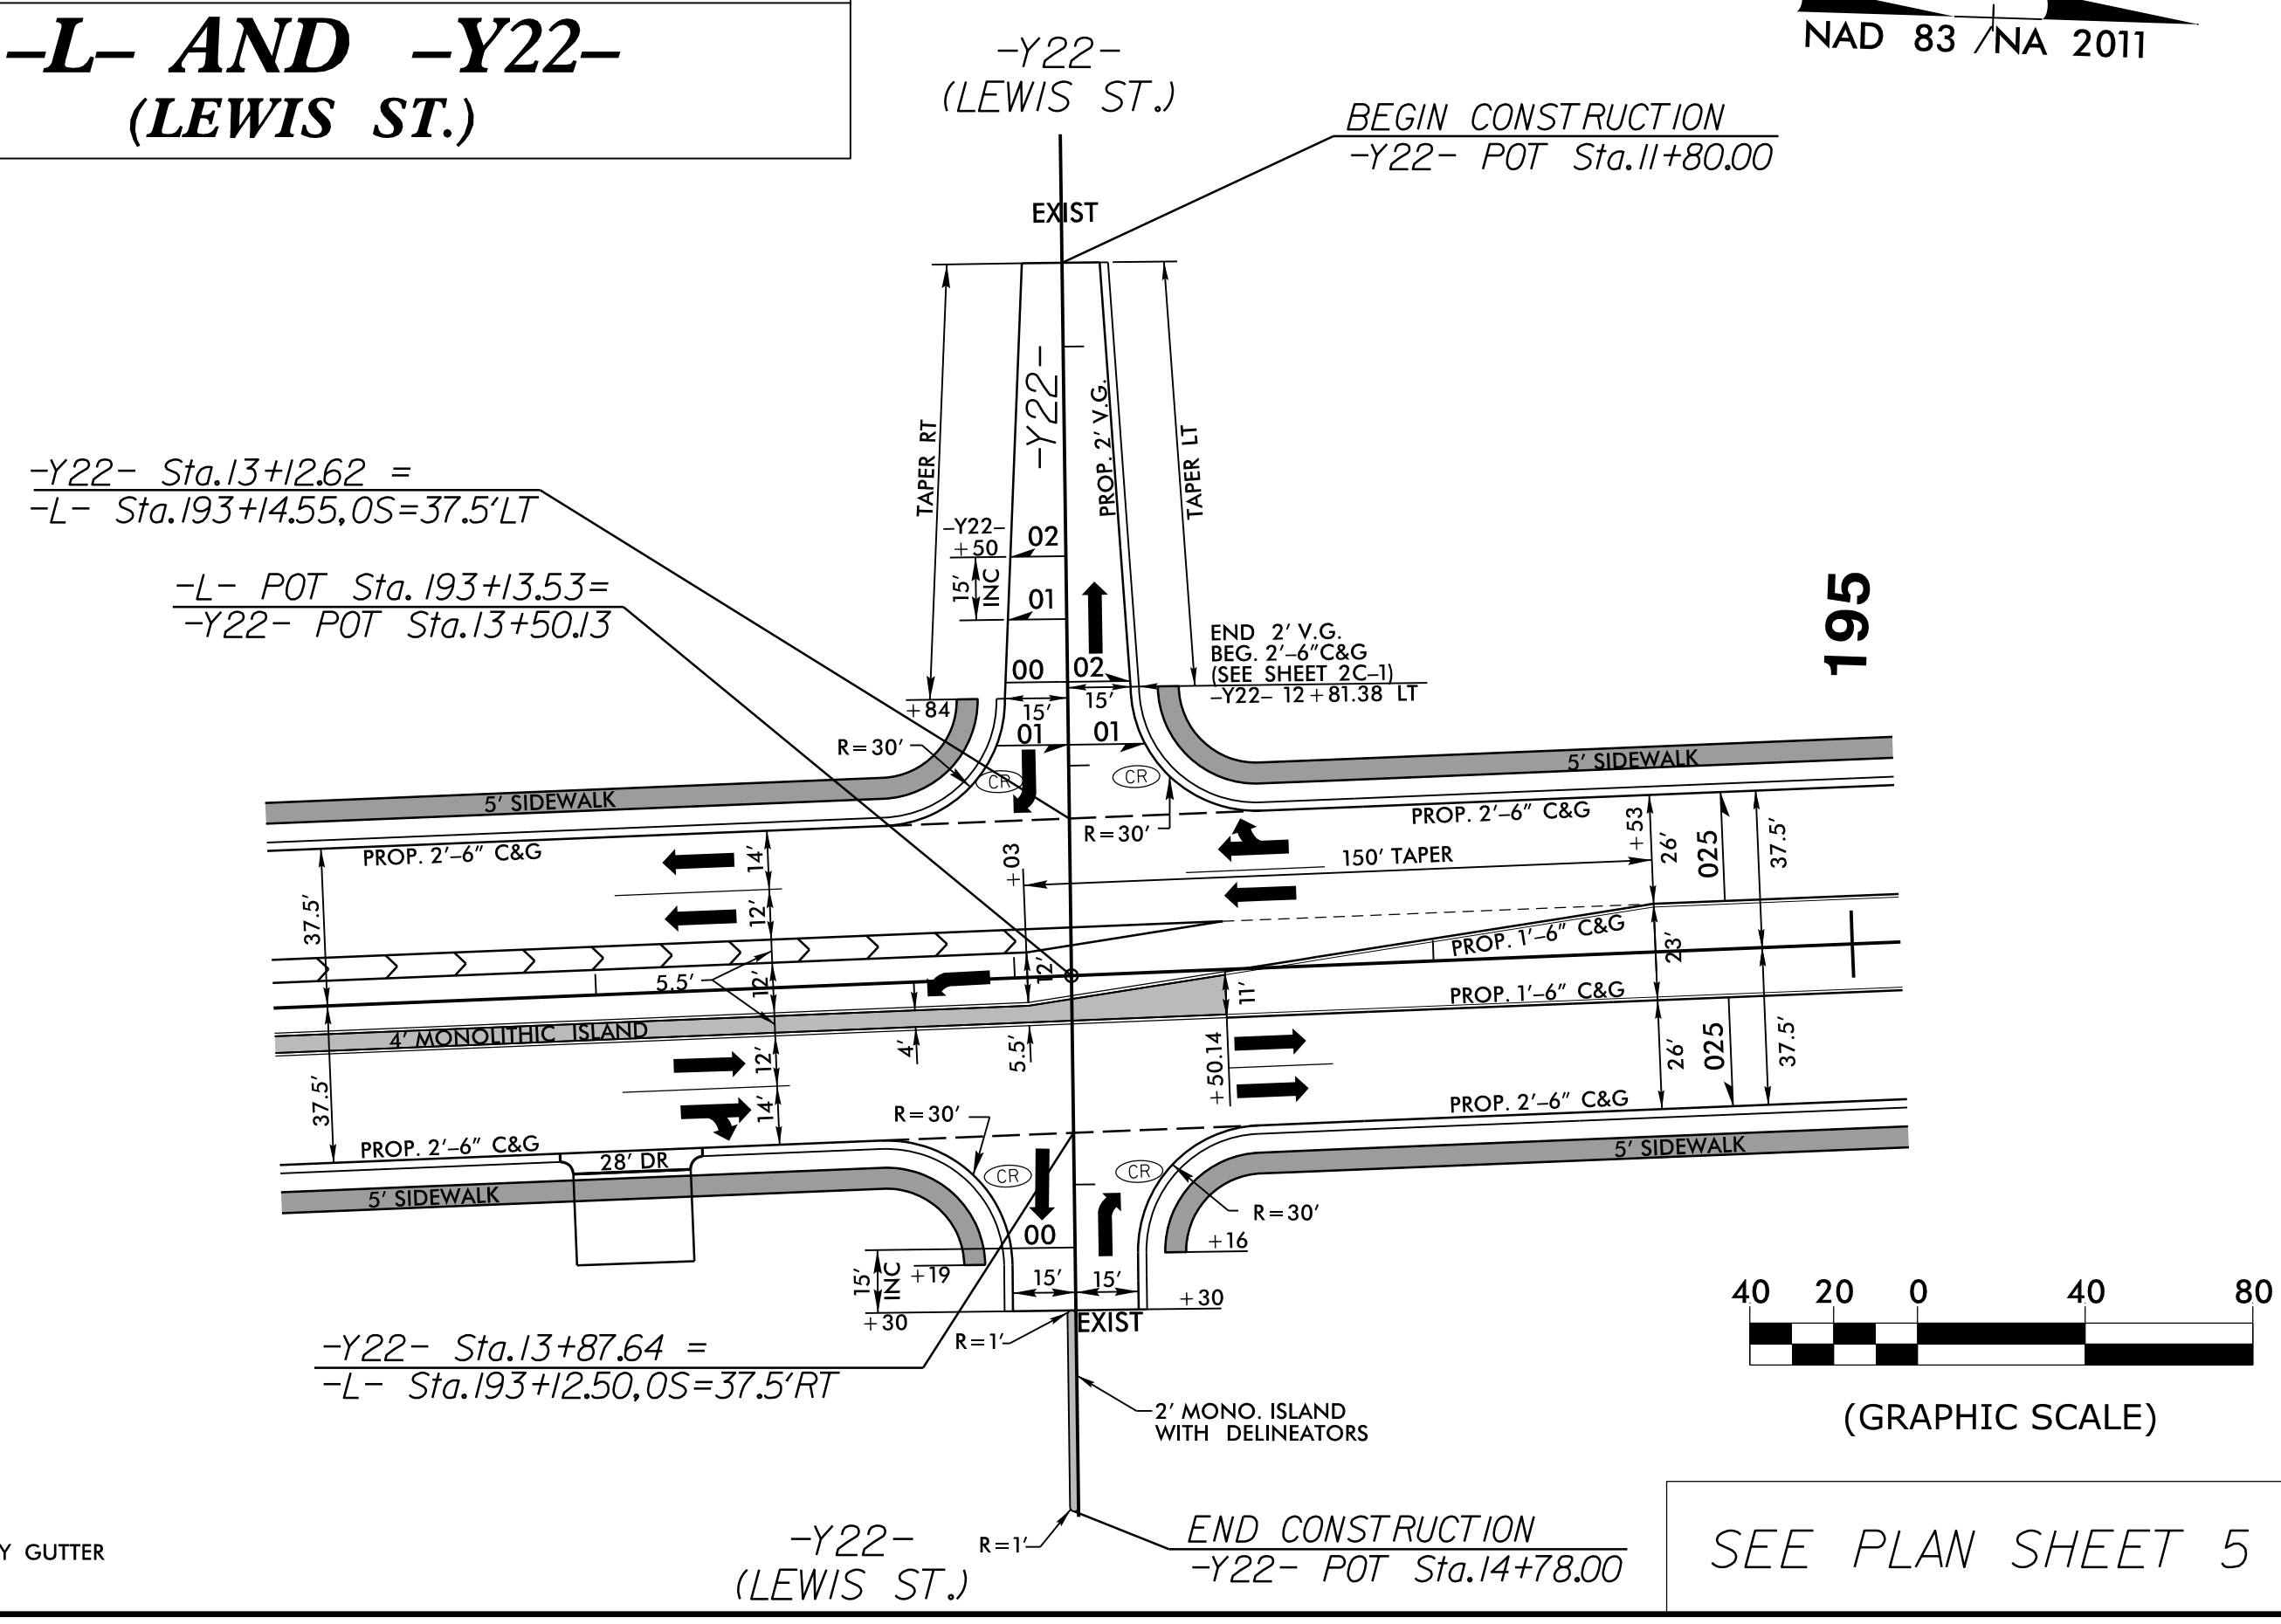 –L– AND –Y22–
(LEWIS ST.)
NAD 83 /NA 2011
–Y22–
(LEWIS ST.)
BEGIN CONSTRUCTION
–Y22– POT Sta.11+80.00
EXIST
–Y22–
PROP. 2' V.G.
TAPER RT
TAPER LT
–Y22– Sta.13+12.62 =
–L– Sta.193+14.55, OS=37.5'LT
–L– POT Sta. 193+13.53=
–Y22– POT Sta.13+50.13
–Y22–
+50
02
15'
INC
01
195
END 2' V.G.
BEG. 2'–6"C&G
(SEE SHEET 2C–1)
–Y22– 12+81.38 LT
00
02
+84
15'
15'
01
01
R=30'
CR
CR
5' SIDEWALK
5' SIDEWALK
PROP. 2'–6" C&G
R=30'
PROP. 2'–6" C&G
+53
26'
025
37.5'
14'
+03
150' TAPER
37.5'
12'
PROP. 1'–6" C&G
23'
5.5'
12'
12'
11'
PROP. 1'–6" C&G
4' MONOLITHIC ISLAND
4'
5.5'
12'
+50.14
26'
025
37.5'
37.5'
14'
R=30'
PROP. 2'–6" C&G
PROP. 2'–6" C&G
28' DR
CR
CR
5' SIDEWALK
5' SIDEWALK
R=30'
00
+16
15'
INC
+19
15'
15'
+30
+30
EXIST
R=1'
–Y22– Sta.13+87.64 =
–L– Sta.193+12.50, OS=37.5'RT
2' MONO. ISLAND
WITH DELINEATORS
40 20 0 40 80
(GRAPHIC SCALE)
–Y22–
(LEWIS ST.)
R=1'
END CONSTRUCTION
–Y22– POT Sta.14+78.00
SEE PLAN SHEET 5
Y GUTTER